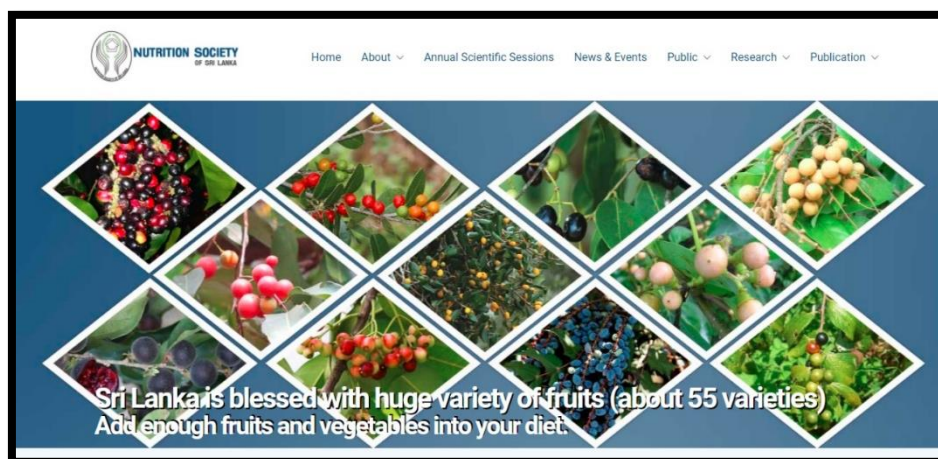 NUTRITION SOCIETY
OF SRI LANKA
Home About Annual Scientific Sessions News & Events Public Research Publication
Sri Lanka is blessed with huge variety of fruits (about 55 varieties)
Add enough fruits and vegetables into your diet.